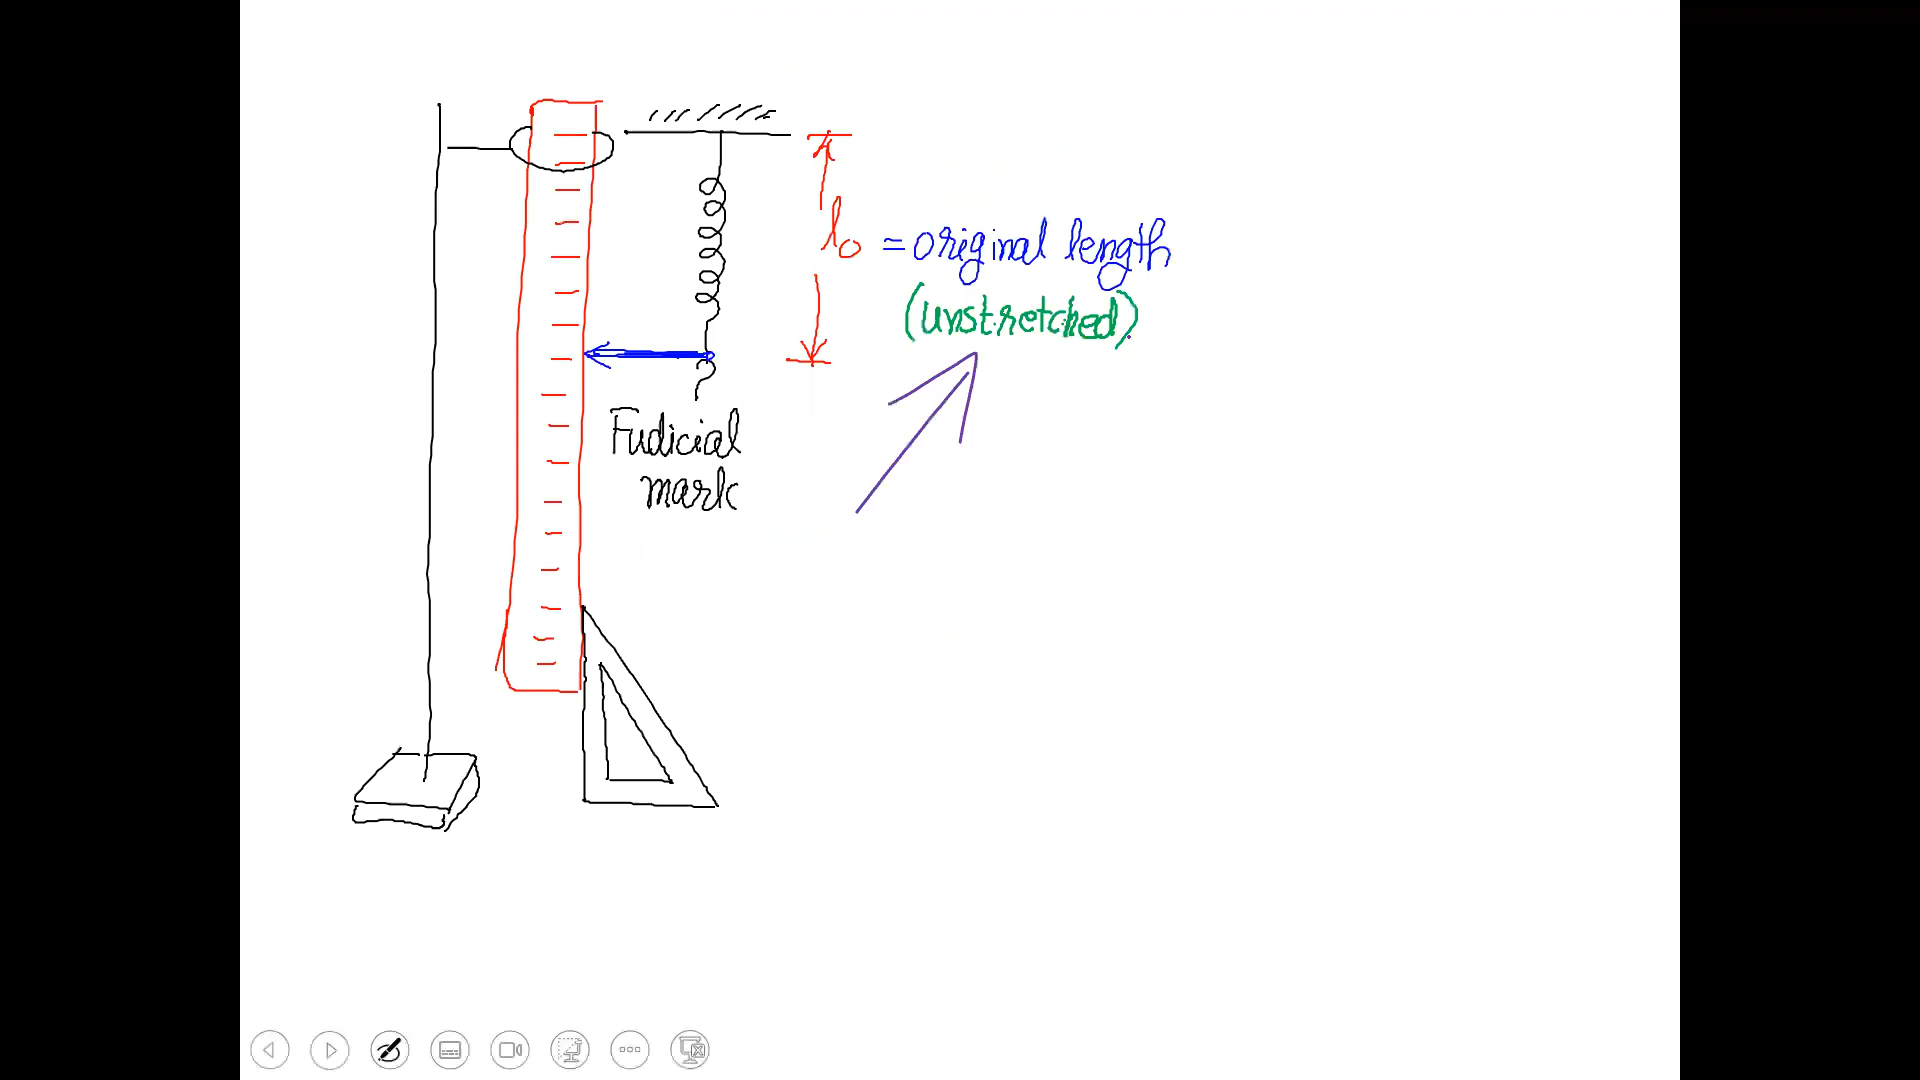 l₀ = original length
(unstretched)
Fudicial
mark